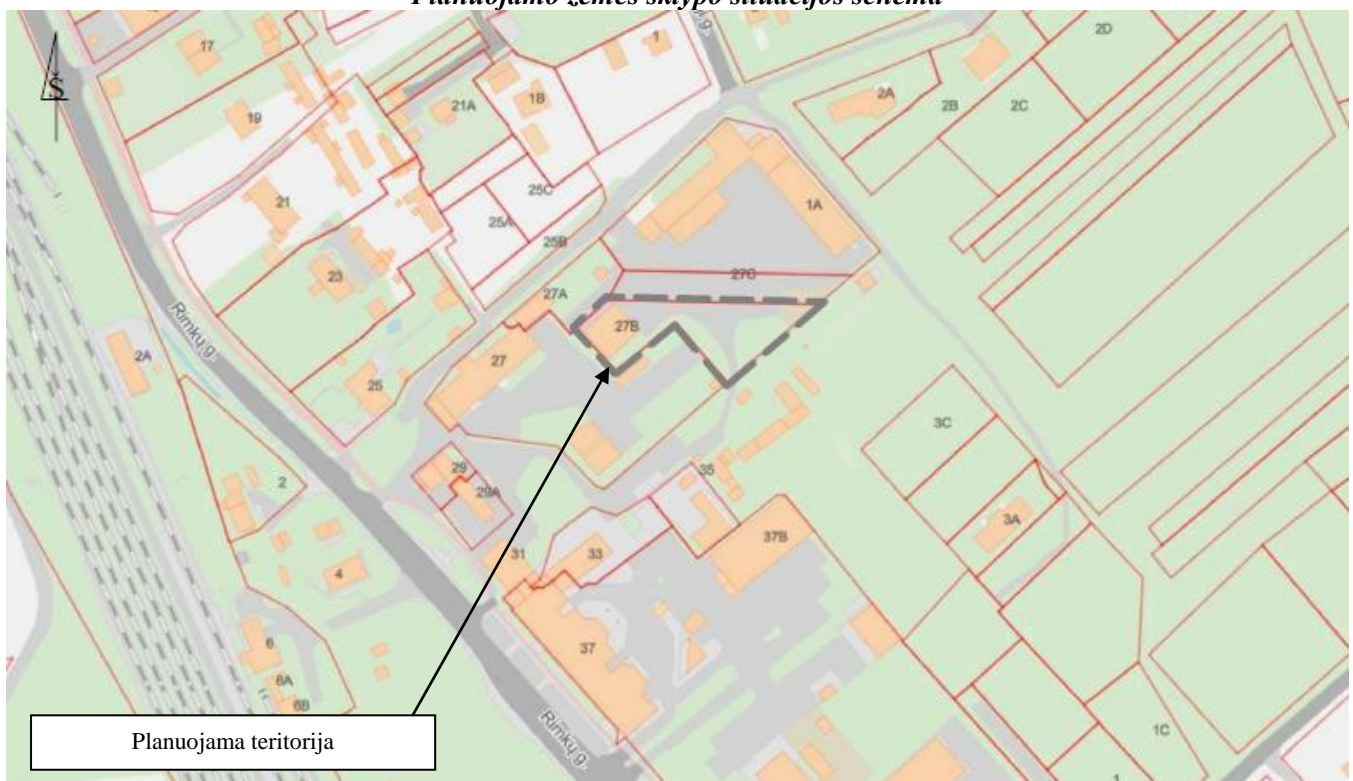 Planuojamo žemės sklypo situacijos schema
Š
17
19
21
23
25
21A
1B
1
25C
25A
25B
Rimkų g.
2A
2B
2C
2D
1A
27C
27A
27B
27
Rimkų g.
2A
2
29
29A
31
33
35
37B
37
4
6
6A
6B
3C
3A
1C
1
Rimkų g.
Planuojama teritorija